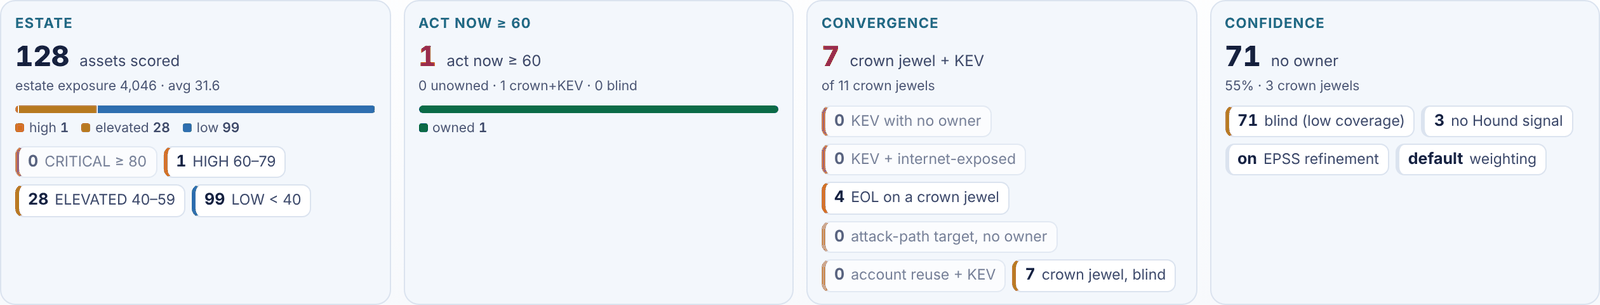 ESTATE
128 assets scored
estate exposure 4,046 · avg 31.6
high 1 elevated 28 low 99
0 CRITICAL ≥ 80 1 HIGH 60–79
28 ELEVATED 40–59 99 LOW < 40
ACT NOW ≥ 60
1 act now ≥ 60
0 unowned · 1 crown+KEV · 0 blind
owned 1
CONVERGENCE
7 crown jewel + KEV
of 11 crown jewels
0 KEV with no owner
0 KEV + internet-exposed
4 EOL on a crown jewel
0 attack-path target, no owner
0 account reuse + KEV 7 crown jewel, blind
CONFIDENCE
71 no owner
55% · 3 crown jewels
71 blind (low coverage) 3 no Hound signal
on EPSS refinement default weighting